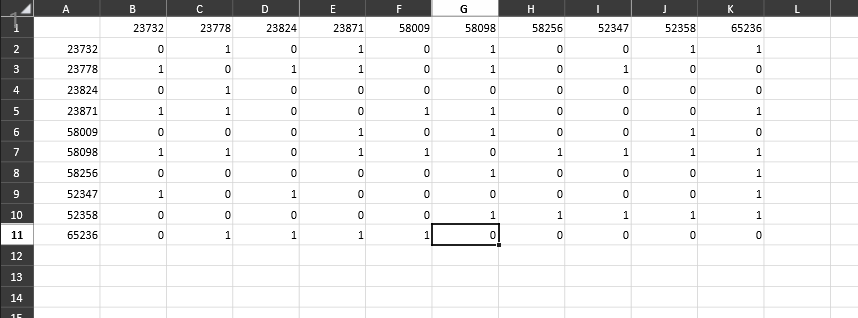 A B C D E F G H I J K L
1 23732 23778 23824 23871 58009 58098 58256 52347 52358 65236
2 23732 0 1 0 1 0 1 0 0 1 1
3 23778 1 0 1 1 0 1 0 1 0 0
4 23824 0 1 0 0 0 0 0 0 0 0
5 23871 1 1 0 0 1 1 0 0 0 1
6 58009 0 0 0 1 0 1 0 0 1 0
7 58098 1 1 0 1 1 0 1 1 1 1
8 58256 0 0 0 0 0 1 0 0 0 1
9 52347 1 0 1 0 0 0 0 0 0 1
10 52358 0 0 0 0 0 1 1 1 1 1
11 65236 0 1 1 1 1 0 0 0 0 0
12
13
14
15